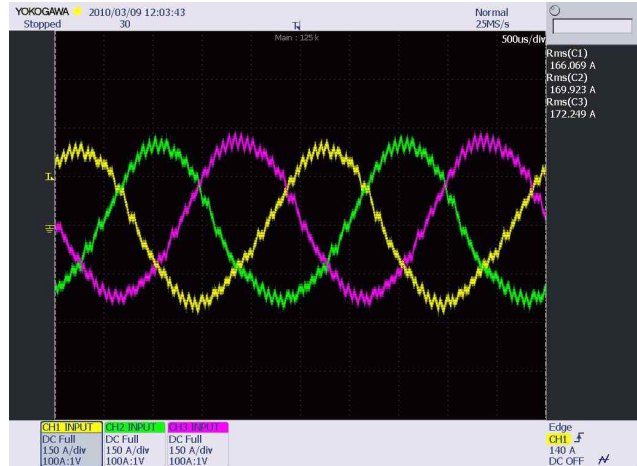 YOKOGAWA 2010/03/09 12:03:43 Normal
Stopped 30 25MS/s
Main : 125 k 500us/div
Rms(C1)
166.069 A
Rms(C2)
169.923 A
Rms(C3)
172.249 A
CH1 INPUT CH2 INPUT CH3 INPUT Edge
DC Full DC Full DC Full CH1
150 A/div 150 A/div 150 A/div 140 A
100A:1V 100A:1V 100A:1V DC OFF